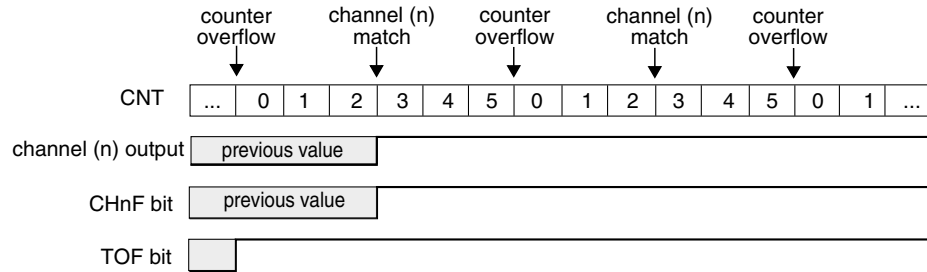 counter overflow
channel (n) match
counter overflow
channel (n) match
counter overflow
CNT ... 0 1 2 3 4 5 0 1 2 3 4 5 0 1 ...
channel (n) output previous value
CHnF bit previous value
TOF bit